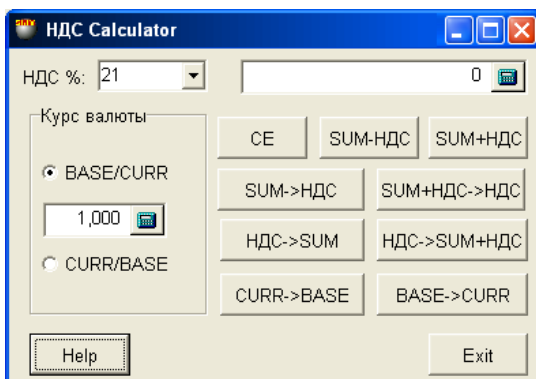 НДС Calculator
НДС %: 21 0
Курс валюты
CE SUM-НДС SUM+НДС
BASE/CURR
SUM->НДС SUM+НДС->НДС
1,000
НДС->SUM НДС->SUM+НДС
CURR/BASE
CURR->BASE BASE->CURR
Help Exit